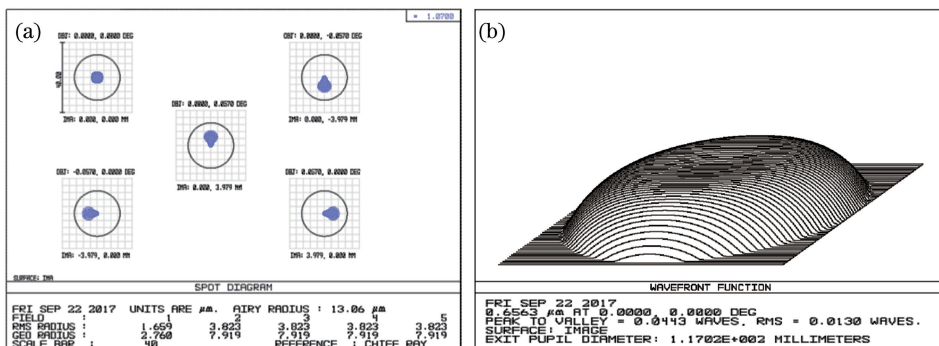 (a)
1.0700
OBJ: 0.0000, 0.0000 DEG
OBJ: 0.0000, -0.0570 DEG
40.00
IMA: 0.000, 0.000 MM
IMA: 0.000, -3.979 MM
OBJ: 0.0000, 0.0570 DEG
IMA: 0.000, 3.979 MM
OBJ: -0.0570, 0.0000 DEG
OBJ: 0.0570, 0.0000 DEG
IMA: -3.979, 0.000 MM
IMA: 3.979, 0.000 MM
SURFACE: IMA
SPOT DIAGRAM
FRI SEP 22 2017 UNITS ARE µm. AIRY RADIUS : 13.06 µm
FIELD : 1 2 3 4 5
RMS RADIUS : 1.659 3.823 3.823 3.823 3.823
GEO RADIUS : 2.760 7.919 7.919 7.919 7.919
SCALE BAR : 40 REFERENCE : CHIEF RAY
(b)
WAVEFRONT FUNCTION
FRI SEP 22 2017
0.6563 µm AT 0.0000, 0.0000 DEG
PEAK TO VALLEY = 0.0443 WAVES, RMS = 0.0130 WAVES.
SURFACE: IMAGE
EXIT PUPIL DIAMETER: 1.1702E+002 MILLIMETERS